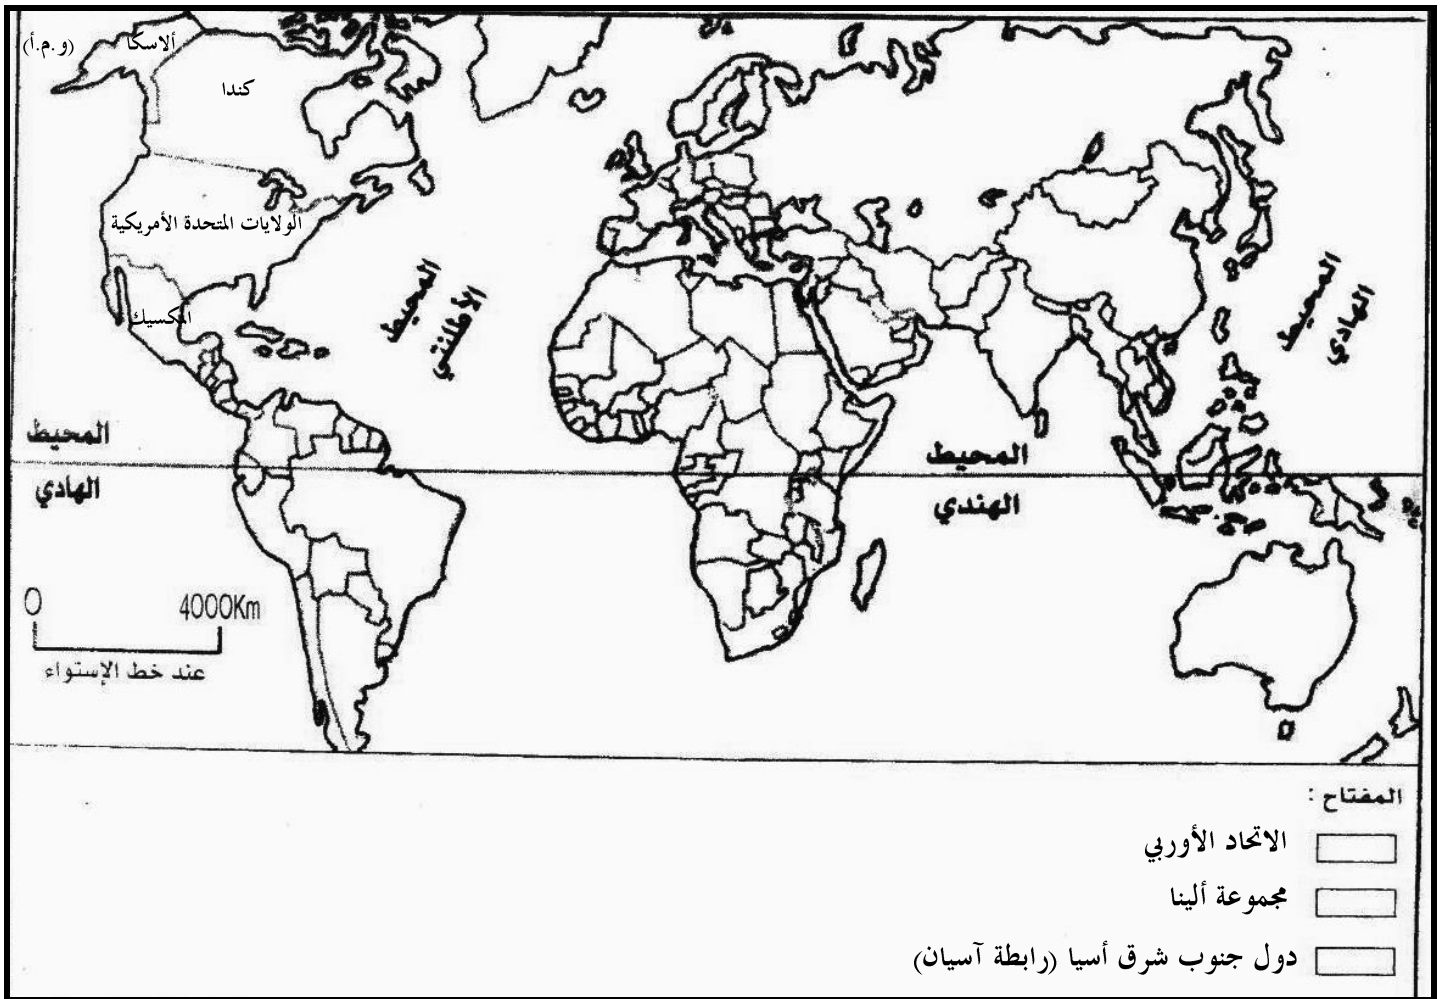 (و.م.أ)
ألاسكا
كندا
الولايات المتحدة الأمريكية
المكسيك
المحيط
الأطلنتي
المحيط
الهادي
المحيط
الهادي
المحيط
الهندي
0 4000Km
عند خط الإستواء
المفتاح :
الاتحاد الأوربي
مجموعة ألينا
دول جنوب شرق أسيا (رابطة آسيان)